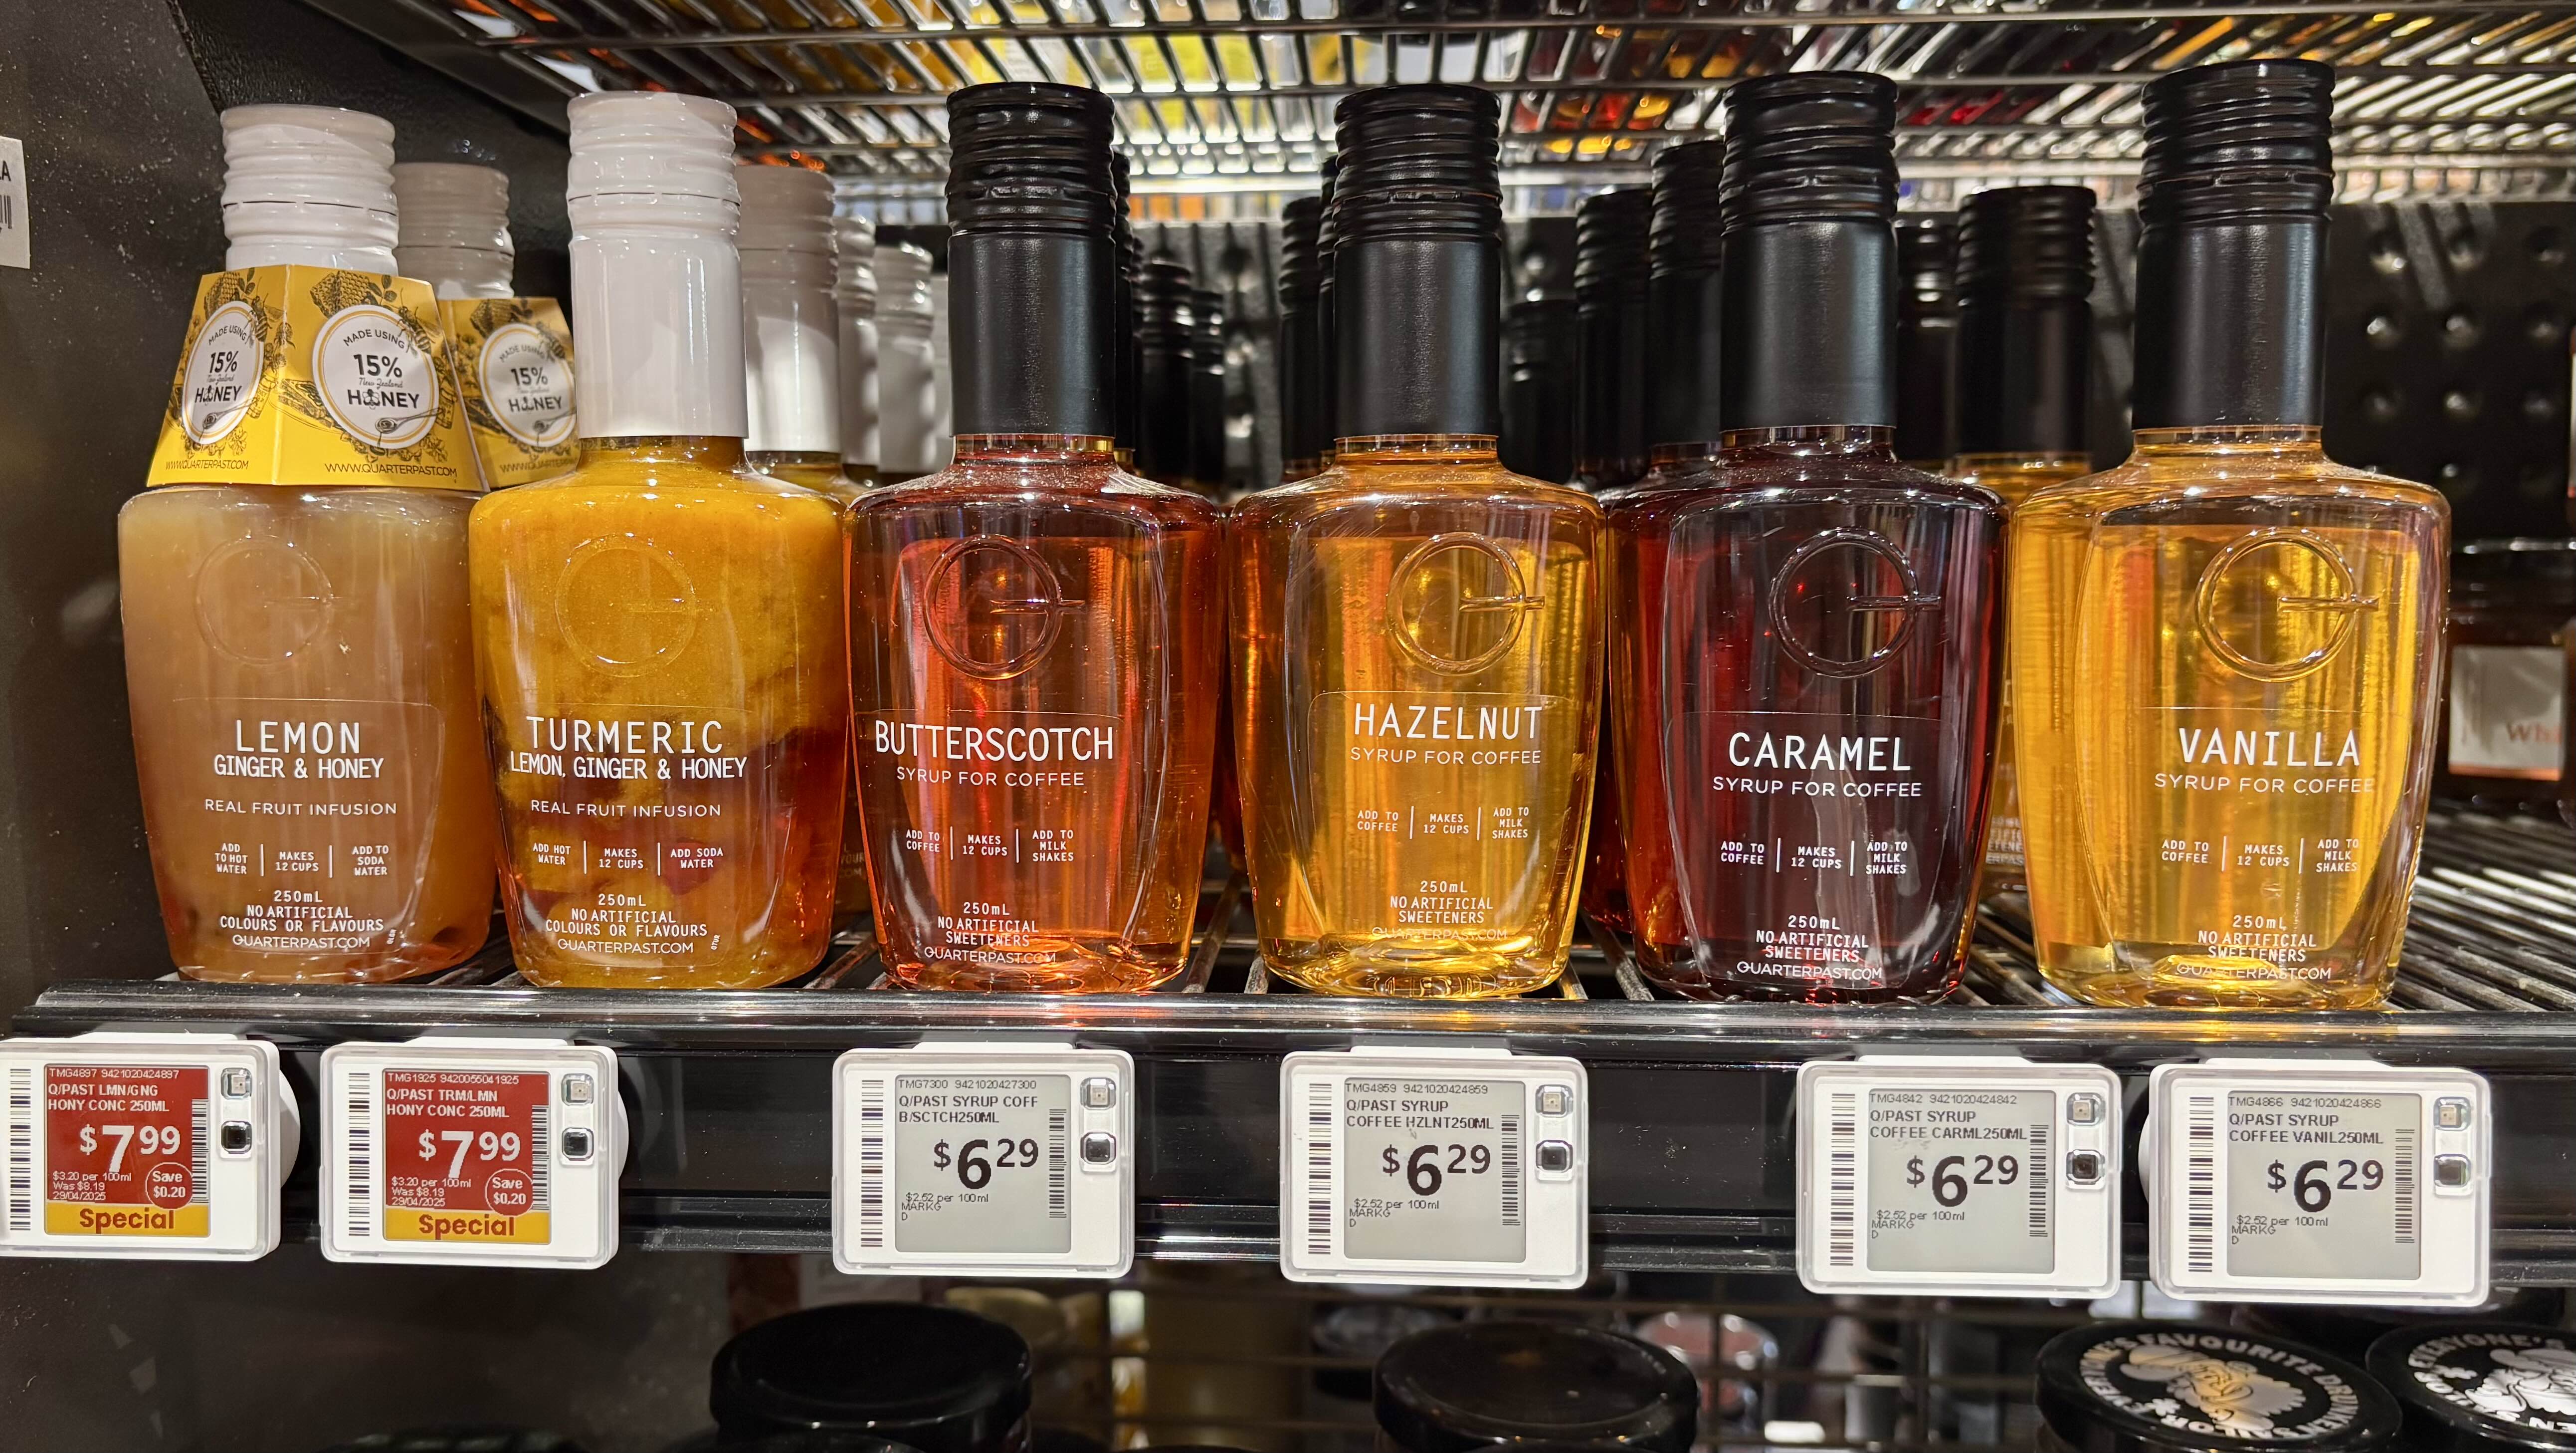 MADE USING
15%
New Zealand
HONEY
WWW.QUARTERPAST.COM
MADE USING
15%
New Zealand
HONEY
WWW.QUARTERPAST.COM
MADE USING
15%
HONEY
LEMON
GINGER & HONEY
REAL FRUIT INFUSION
ADD
TO HOT
WATER
MAKES
12 CUPS
ADD TO
SODA
WATER
250mL
NO ARTIFICIAL
COLOURS OR FLAVOURS
QUARTERPAST.COM
TURMERIC
LEMON, GINGER & HONEY
REAL FRUIT INFUSION
ADD HOT
WATER
MAKES
12 CUPS
ADD SODA
WATER
250mL
NO ARTIFICIAL
COLOURS OR FLAVOURS
QUARTERPAST.COM
BUTTERSCOTCH
SYRUP FOR COFFEE
ADD TO
COFFEE
MAKES
12 CUPS
ADD TO
MILK
SHAKES
250mL
NO ARTIFICIAL
SWEETENERS
QUARTERPAST.COM
HAZELNUT
SYRUP FOR COFFEE
ADD TO
COFFEE
MAKES
12 CUPS
ADD TO
MILK
SHAKES
250mL
NO ARTIFICIAL
SWEETENERS
QUARTERPAST.COM
CARAMEL
SYRUP FOR COFFEE
ADD TO
COFFEE
MAKES
12 CUPS
ADD TO
MILK
SHAKES
250mL
NO ARTIFICIAL
SWEETENERS
QUARTERPAST.COM
VANILLA
SYRUP FOR COFFEE
ADD TO
COFFEE
MAKES
12 CUPS
ADD TO
MILK
SHAKES
250mL
NO ARTIFICIAL
SWEETENERS
QUARTERPAST.COM
TMG4897 9421020424897
Q/PAST LMN/GNG
HONY CONC 250ML
$7.99
$3.20 per 100ml
Was $8.19
29/04/2025
Save
$0.20
Special
TMG1925 9420055041925
Q/PAST TRM/LMN
HONY CONC 250ML
$7.99
$3.20 per 100ml
Was $8.19
29/04/2025
Save
$0.20
Special
TMG7300 9421020427300
Q/PAST SYRUP COFF
B/SCTCH250ML
$6.29
$2.52 per 100ml
MARKG
D
TMG4859 9421020424859
Q/PAST SYRUP
COFFEE HZLNT250ML
$6.29
$2.52 per 100ml
MARKG
D
TMG4842 9421020424842
Q/PAST SYRUP
COFFEE CARML250ML
$6.29
$2.52 per 100ml
MARKG
D
TMG4866 9421020424866
Q/PAST SYRUP
COFFEE VANIL250ML
$6.29
$2.52 per 100ml
MARKG
D